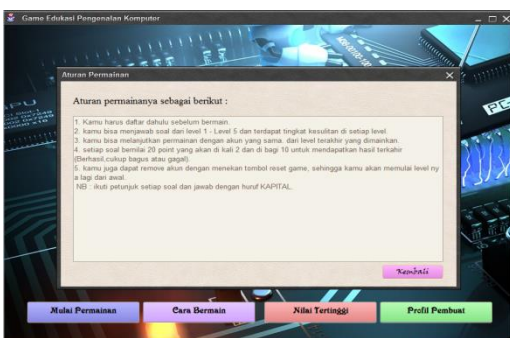 Game Edukasi Pengenalan Komputer
Aturan Permainan
Aturan permainanya sebagai berikut :
1. Kamu harus daftar dahulu sebelum bermain.
2. kamu bisa menjawab soal dari level 1 - Level 5 dan terdapat tingkat kesulitan di setiap level.
3. kamu bisa melanjutkan permainan dengan akun yang sama. dari level terakhir yang dimainkan.
4. setiap soal bernilai 20 point yang akan di kali 2 dan di bagi 10 untuk mendapatkan hasil terkahir
(Berhasil,cukup bagus atau gagal).
5. kamu juga dapat remove akun dengan menekan tombol reset game, sehingga kamu akan memulai level ny
a lagi dari awal.
NB : ikuti petunjuk setiap soal dan jawab dengan huruf KAPITAL.
Kembali
Mulai Permainan
Cara Bermain
Nilai Tertinggi
Profil Pembuat